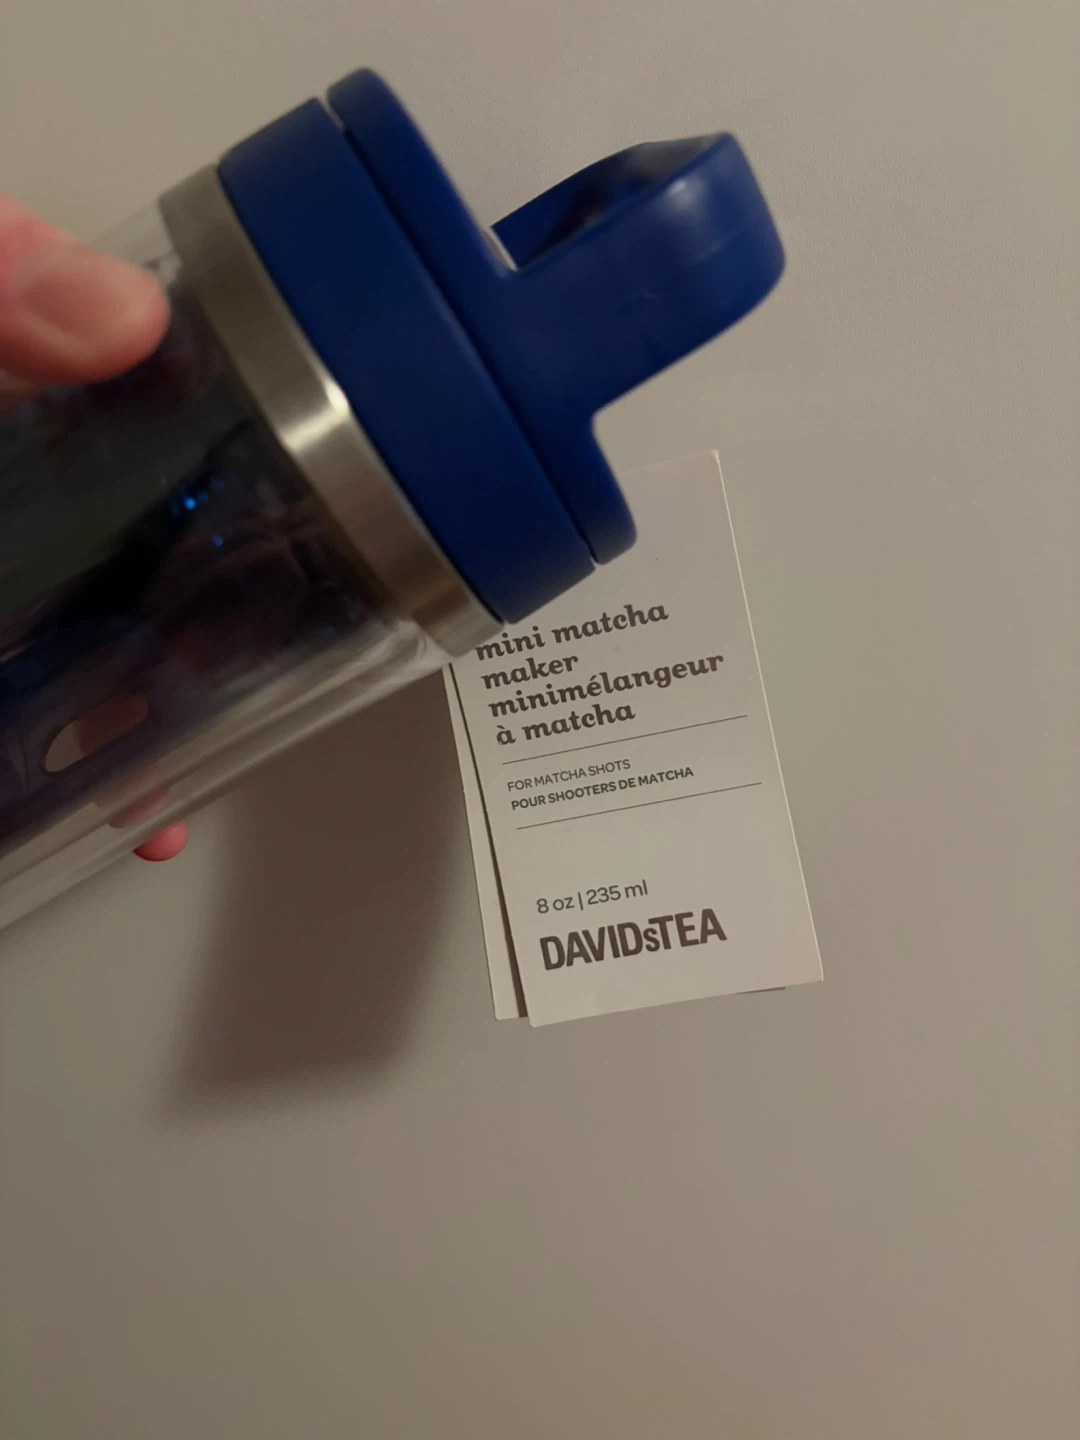 mini matcha
maker
minimélangeur
à matcha
FOR MATCHA SHOTS
POUR SHOOTERS DE MATCHA
8 oz | 235 ml
DAVIDsTEA